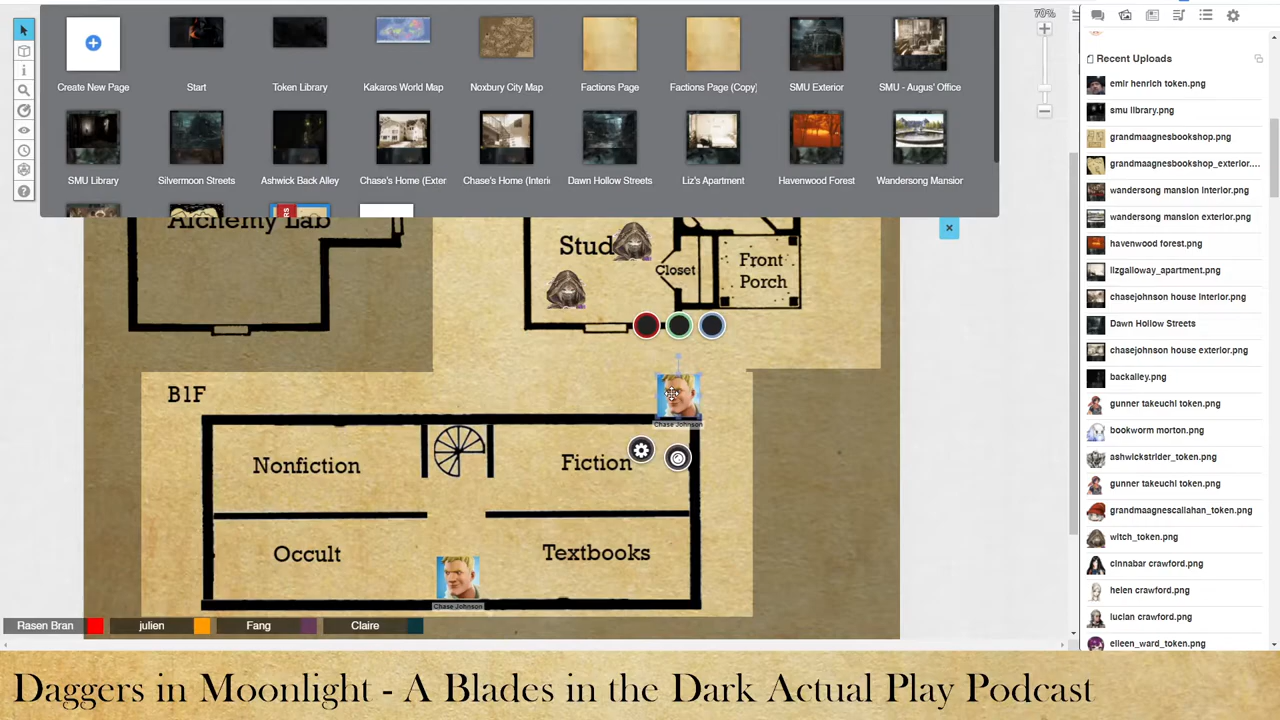 70%
Create New Page
Start
Token Library
Kakaros World Map
Noxbury City Map
Factions Page
Factions Page (Copy)
SMU Exterior
SMU - Augus' Office
SMU Library
Silvermoon Streets
Ashwick Back Alley
Chase's Home (Exter
Chase's Home (Interi
Dawn Hollow Streets
Liz's Apartment
Havenwood Forest
Wandersong Mansion
Alchemy Lab
Stud
Closet
Front
Porch
B1F
Chase Johnson
Nonfiction
Fiction
Occult
Textbooks
Chase Johnson
Rasen Bran
julien
Fang
Claire
Recent Uploads
emir henrich token.png
smu library.png
grandmaagnesbookshop.png
grandmaagnesbookshop_exterior....
wandersong mansion interior.png
wandersong mansion exterior.png
havenwood forest.png
lizgalloway_apartment.png
chasejohnson house interior.png
Dawn Hollow Streets
chasejohnson house exterior.png
backalley.png
gunner takeuchi token.png
bookworm morton.png
ashwickstrider_token.png
gunner takeuchi token.png
grandmaagnescallahan_token.png
witch_token.png
cinnabar crawford.png
helen crawford.png
lucian crawford.png
eileen_ward_token.png
Daggers in Moonlight - A Blades in the Dark Actual Play Podcast